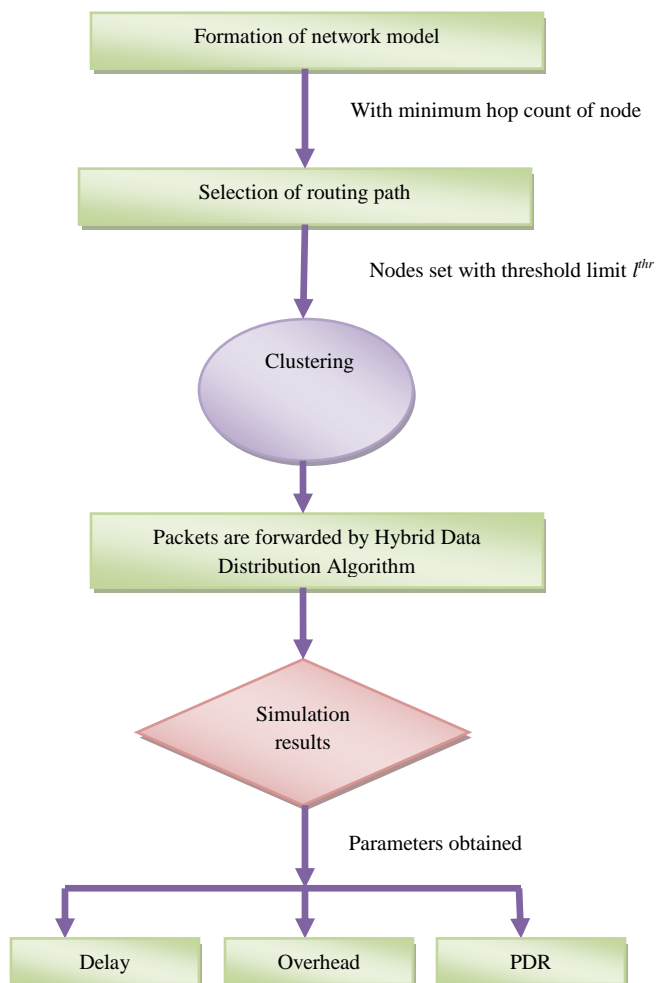 Formation of network model
With minimum hop count of node
Selection of routing path
Nodes set with threshold limit l^thr
Clustering
Packets are forwarded by Hybrid Data
Distribution Algorithm
Simulation
results
Parameters obtained
Delay
Overhead
PDR